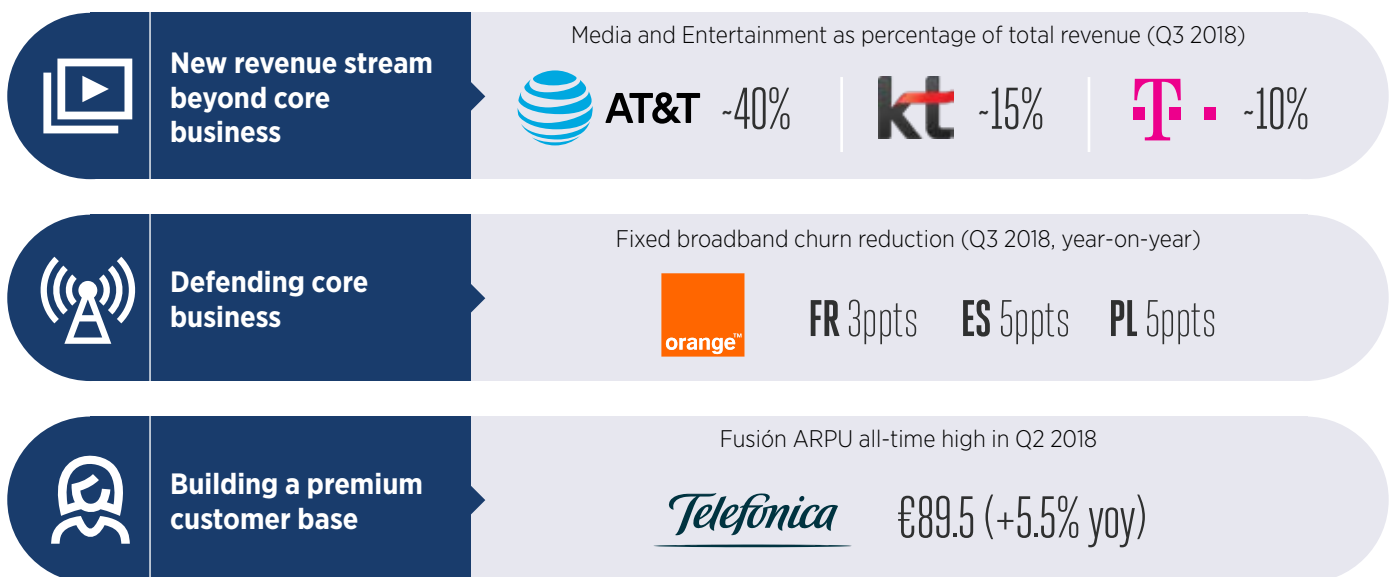 New revenue stream
beyond core
business
Media and Entertainment as percentage of total revenue (Q3 2018)
AT&T ~40%
kt ~15%
T ~10%
Defending core
business
Fixed broadband churn reduction (Q3 2018, year-on-year)
orange™
FR 3ppts ES 5ppts PL 5ppts
Building a premium
customer base
Fusión ARPU all-time high in Q2 2018
Telefónica €89.5 (+5.5% yoy)